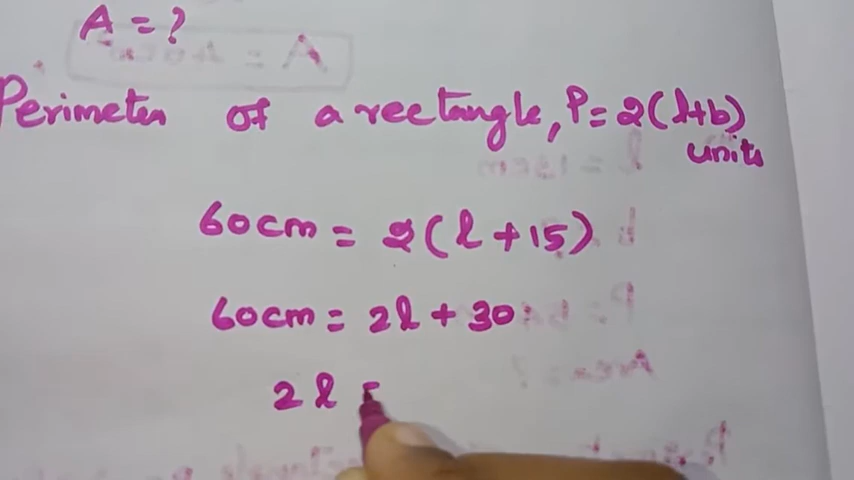 A = ?
Perimeter of a rectangle, P = 2(l+b)
units
60cm = 2(l + 15)
60cm = 2l + 30
2l =